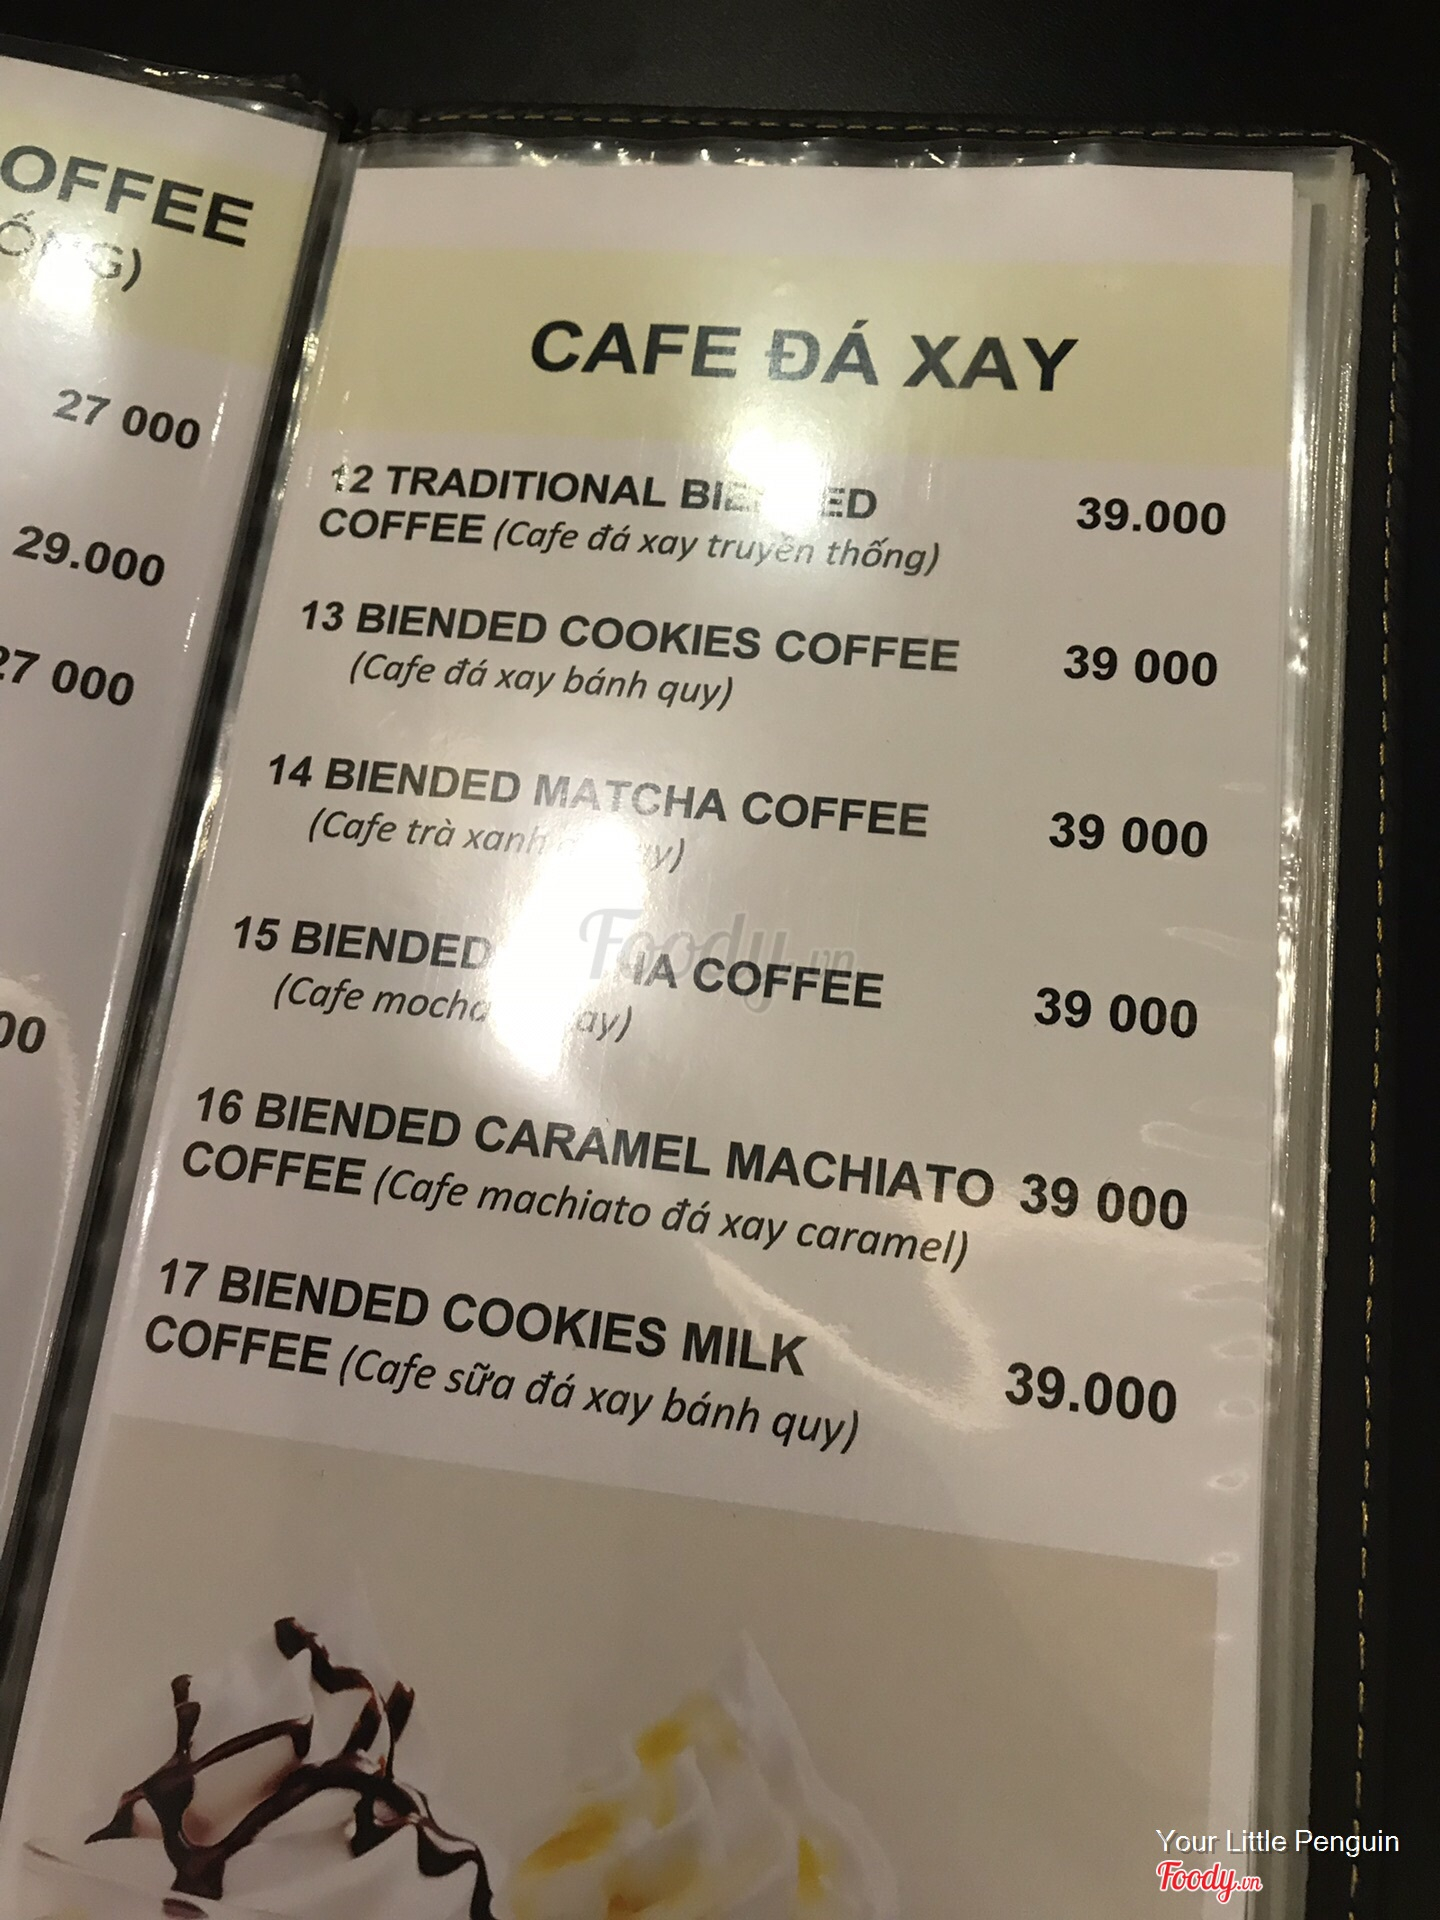 OFFEE
ỐNG)
27 000
29.000
27 000
00
CAFE ĐÁ XAY
12 TRADITIONAL
COFFEE (Cafe đá xay truyền thống)
39.000
13 BIENDED COOKIES COFFEE
(Cafe đá xay bánh quy)
39 000
14 BIENDED MATCHA COFFEE
(Cafe trà xanh
39 000
15 BIENDED COFFEE
(Cafe mocha
39 000
16 BIENDED CARAMEL MACHIATO
COFFEE (Cafe machiato đá xay caramel)
39 000
17 BIENDED COOKIES MILK
COFFEE (Cafe sữa đá xay bánh quy)
39.000
Foody.vn
Your Little Penguin
Foody.vn